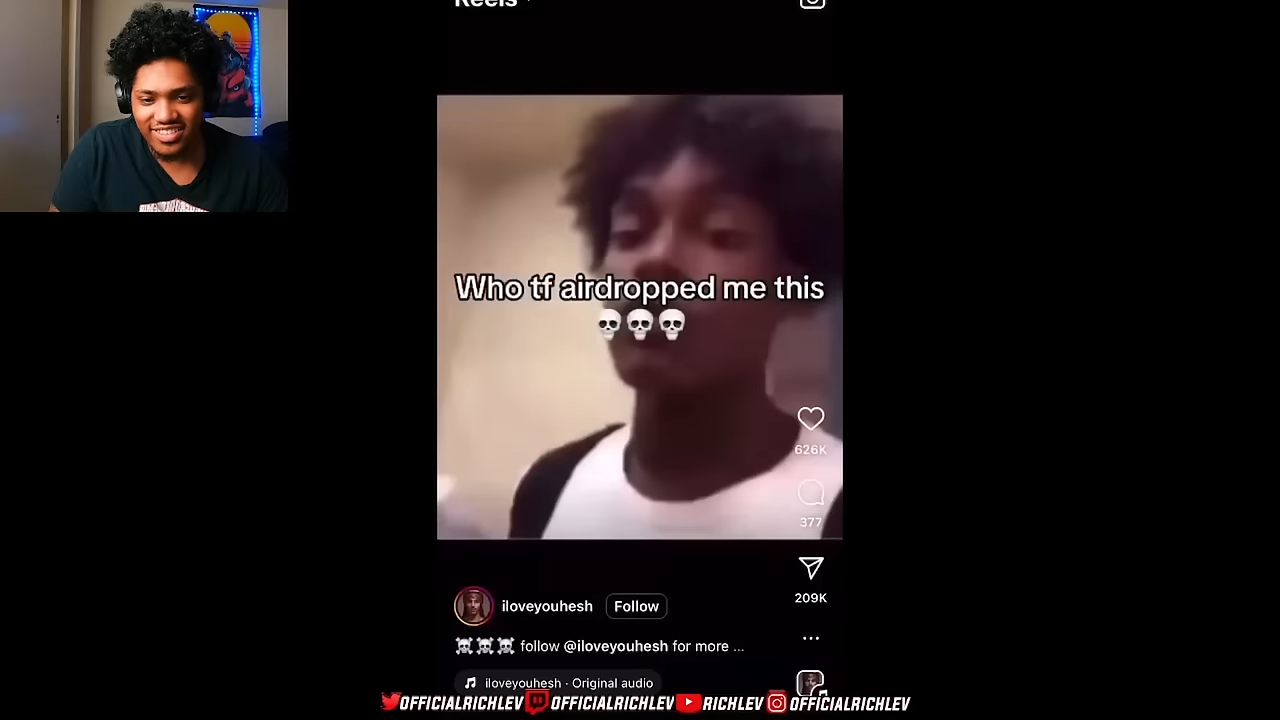 Reels
Who tf airdropped me this
💀💀💀
626K
377
209K
iloveyouhesh
Follow
☠️☠️☠️ follow @iloveyouhesh for more ...
iloveyouhesh · Original audio
OFFICIALRICHLEV OFFICIALRICHLEV RICHLEV OFFICIALRICHLEV